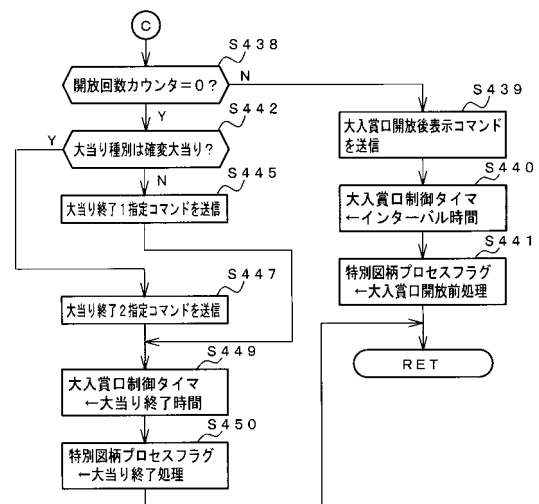 C
S438
開放回数カウンタ＝０？
N
Y
S439
大入賞口開放後表示コマンド
を送信
S442
Y
大当り種別は確変大当り？
N
S440
大入賞口制御タイマ
←インターバル時間
S445
大当り終了１指定コマンドを送信
S441
特別図柄プロセスフラグ
←大入賞口開放前処理
S447
大当り終了２指定コマンドを送信
RET
S449
大入賞口制御タイマ
←大当り終了時間
S450
特別図柄プロセスフラグ
←大当り終了処理